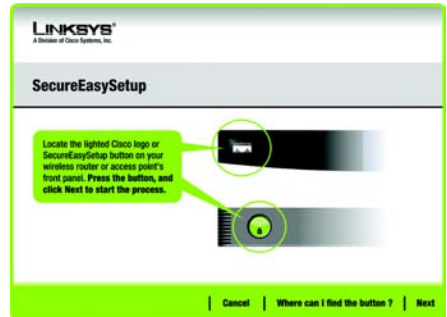 LINKSYS®
A Division of Cisco Systems, Inc.
SecureEasySetup
Locate the lighted Cisco logo or
SecureEasySetup button on your
wireless router or access point's
front panel. Press the button, and
click Next to start the process.
Cancel
Where can I find the button ?
Next